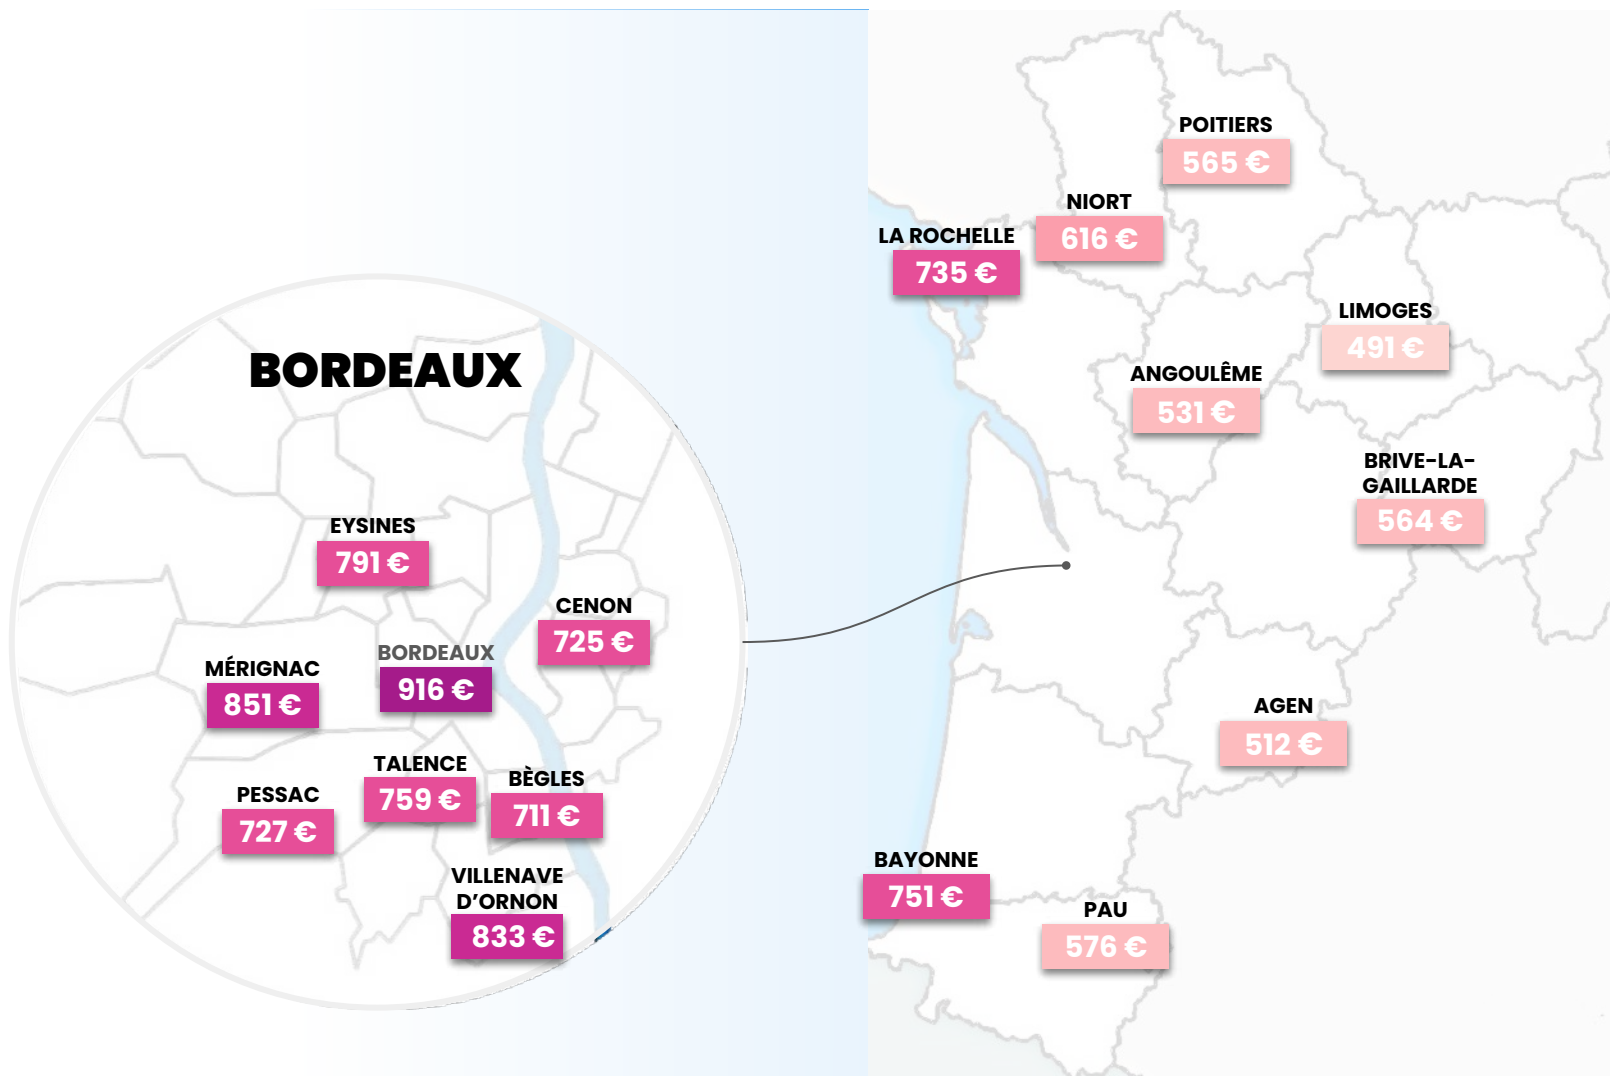 BORDEAUX
EYSINES
791 €
CENON
725 €
BORDEAUX
916 €
MÉRIGNAC
851 €
TALENCE
759 €
BÈGLES
711 €
PESSAC
727 €
VILLENAVE
D’ORNON
833 €
POITIERS
565 €
NIORT
616 €
LA ROCHELLE
735 €
LIMOGES
491 €
ANGOULÊME
531 €
BRIVE-LA-
GAILLARDE
564 €
AGEN
512 €
BAYONNE
751 €
PAU
576 €